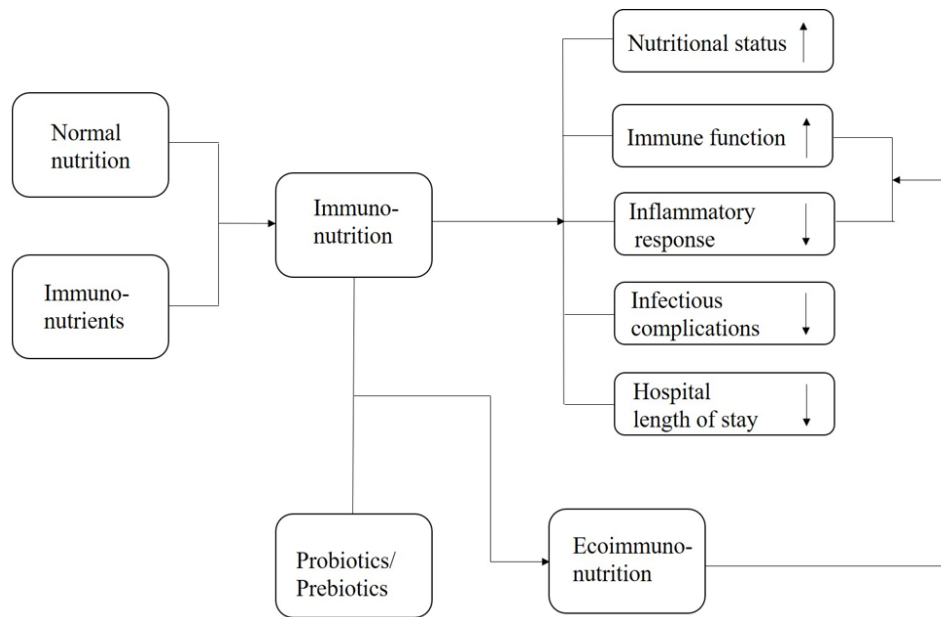 Normal
nutrition
Immuno-
nutrients
Immuno-
nutrition
Nutritional status
Immune function
Inflammatory
response
Infectious
complications
Hospital
length of stay
Probiotics/
Prebiotics
Ecoimmuno-
nutrition